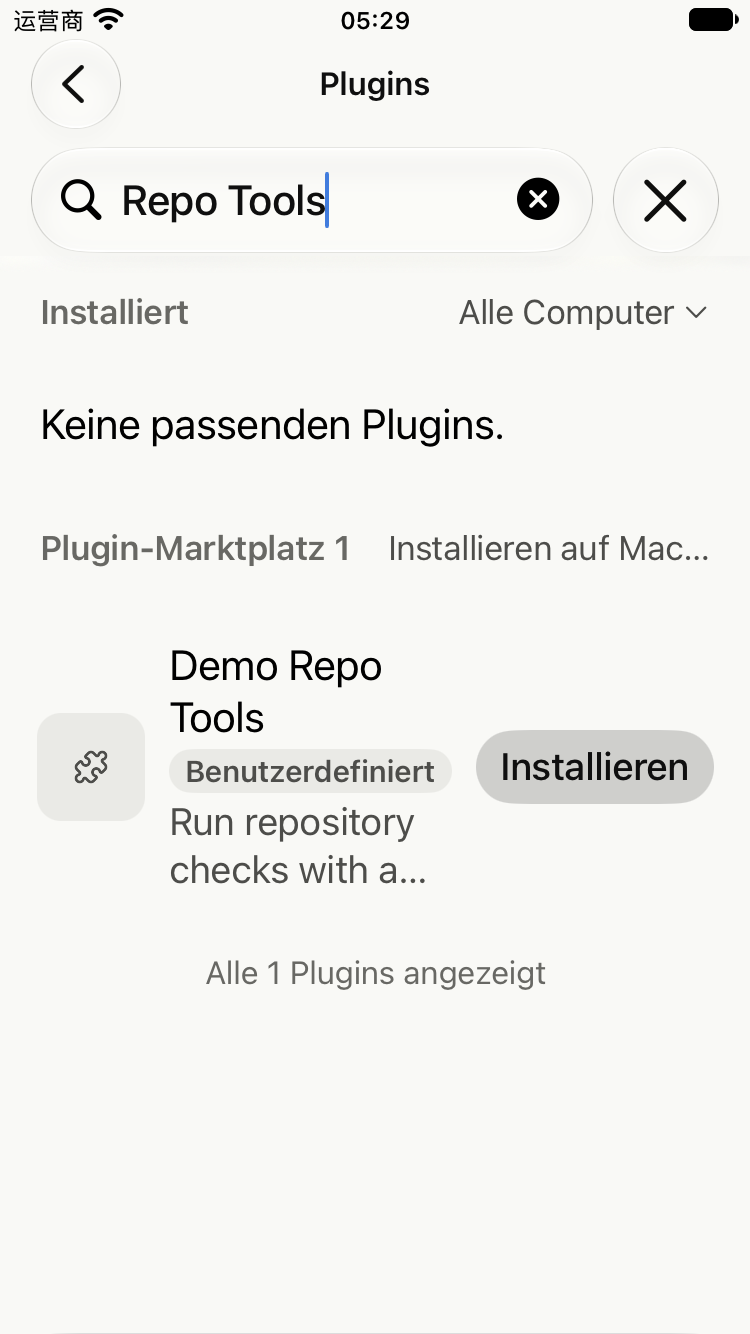 运营商 05:29
Plugins
Repo Tools
Installiert Alle Computer
Keine passenden Plugins.
Plugin-Marktplatz 1 Installieren auf Mac...
Demo Repo
Tools
Benutzerdefiniert
Installieren
Run repository
checks with a...
Alle 1 Plugins angezeigt